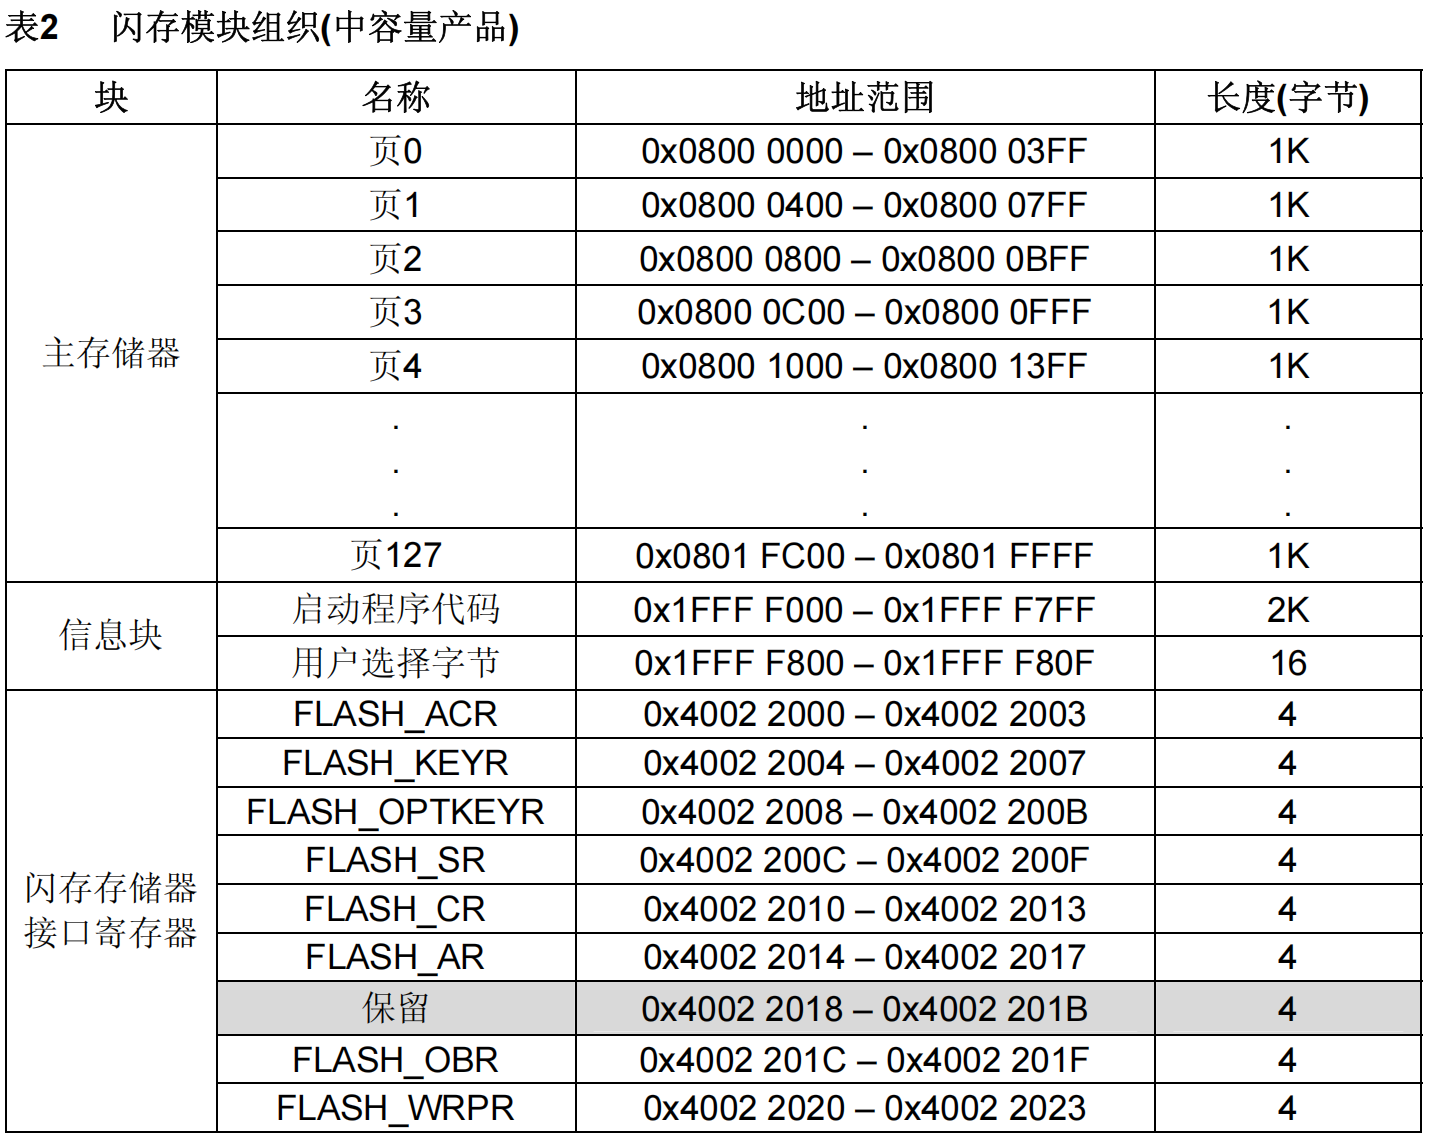 表2 闪存模块组织(中容量产品)
块 名称 地址范围 长度(字节)
主存储器 页0 0x0800 0000 – 0x0800 03FF 1K
页1 0x0800 0400 – 0x0800 07FF 1K
页2 0x0800 0800 – 0x0800 0BFF 1K
页3 0x0800 0C00 – 0x0800 0FFF 1K
页4 0x0800 1000 – 0x0800 13FF 1K
. . .
. . .
. . .
页127 0x0801 FC00 – 0x0801 FFFF 1K
信息块 启动程序代码 0x1FFF F000 – 0x1FFF F7FF 2K
用户选择字节 0x1FFF F800 – 0x1FFF F80F 16
闪存存储器
接口寄存器 FLASH_ACR 0x4002 2000 – 0x4002 2003 4
FLASH_KEYR 0x4002 2004 – 0x4002 2007 4
FLASH_OPTKEYR 0x4002 2008 – 0x4002 200B 4
FLASH_SR 0x4002 200C – 0x4002 200F 4
FLASH_CR 0x4002 2010 – 0x4002 2013 4
FLASH_AR 0x4002 2014 – 0x4002 2017 4
保留 0x4002 2018 – 0x4002 201B 4
FLASH_OBR 0x4002 201C – 0x4002 201F 4
FLASH_WRPR 0x4002 2020 – 0x4002 2023 4